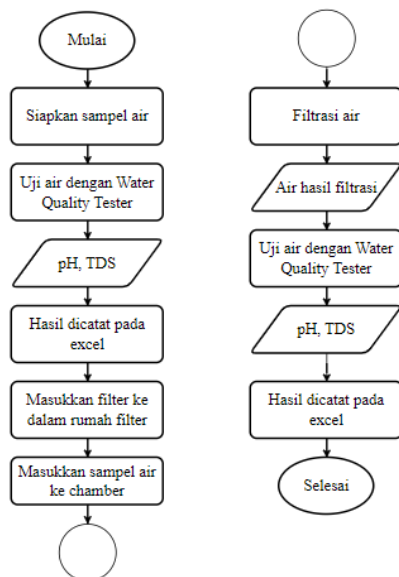 Mulai
Siapkan sampel air
Uji air dengan Water
Quality Tester
pH, TDS
Hasil dicatat pada
excel
Masukkan filter ke
dalam rumah filter
Masukkan sampel air
ke chamber
Filtrasi air
Air hasil filtrasi
Uji air dengan Water
Quality Tester
pH, TDS
Hasil dicatat pada
excel
Selesai